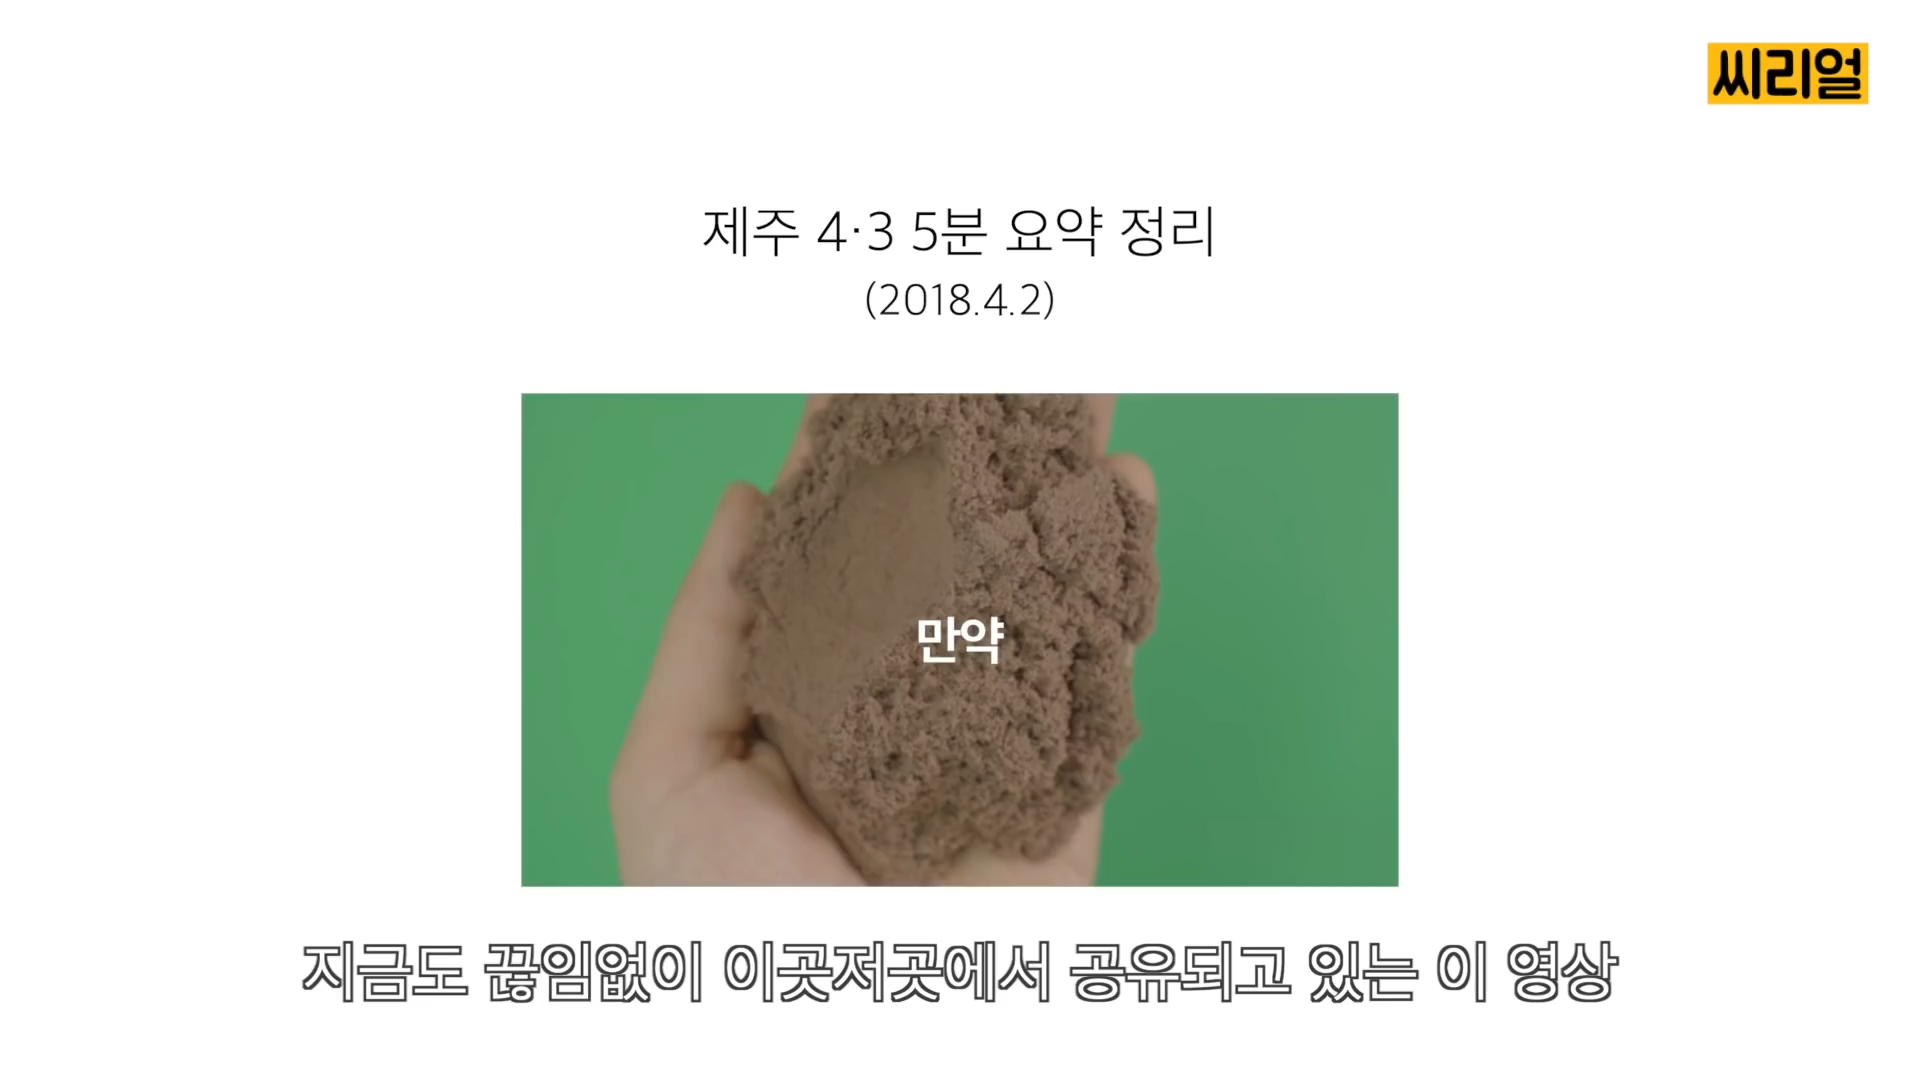 씨리얼
제주 4·3 5분 요약 정리
(2018.4.2)
만약
지금도 끊임없이 이곳저곳에서 공유되고 있는 이 영상